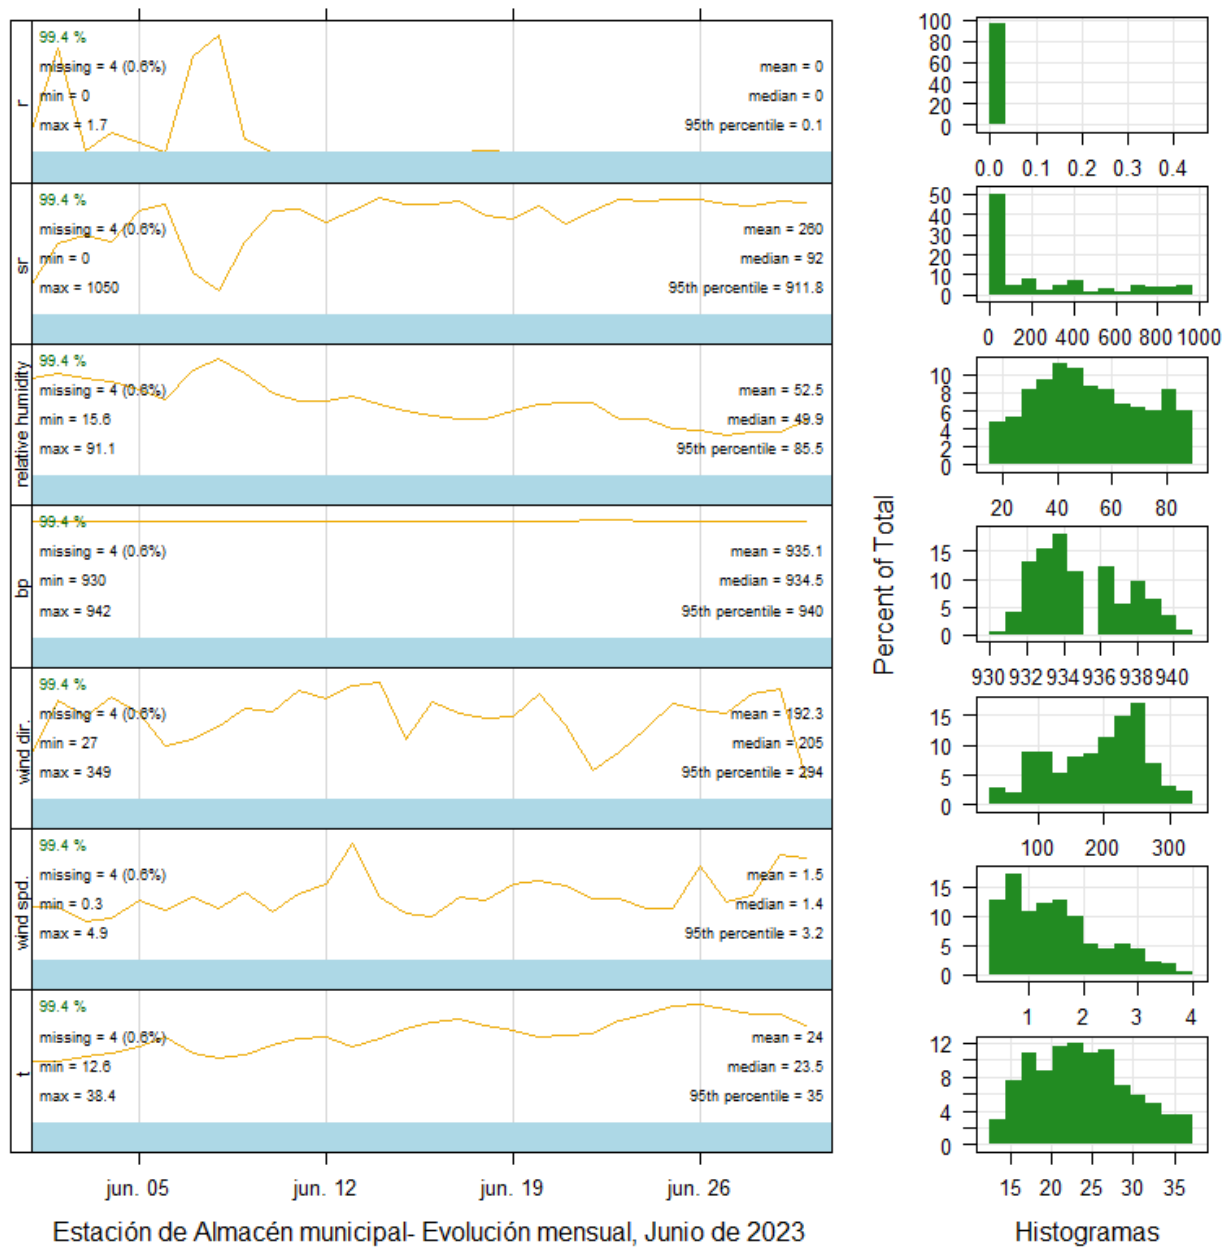 r
99.4 %
missing = 4 (0.6%)
min = 0
max = 1.7
mean = 0
median = 0
95th percentile = 0.1
sr
99.4 %
missing = 4 (0.6%)
min = 0
max = 1050
mean = 260
median = 92
95th percentile = 911.8
relative humidity
99.4 %
missing = 4 (0.6%)
min = 15.6
max = 91.1
mean = 52.5
median = 49.9
95th percentile = 85.5
bp
99.4 %
missing = 4 (0.6%)
min = 930
max = 942
mean = 935.1
median = 934.5
95th percentile = 940
wind dir.
99.4 %
missing = 4 (0.6%)
min = 27
max = 349
mean = 192.3
median = 205
95th percentile = 294
wind spd.
99.4 %
missing = 4 (0.6%)
min = 0.3
max = 4.9
mean = 1.5
median = 1.4
95th percentile = 3.2
t
99.4 %
missing = 4 (0.6%)
min = 12.6
max = 38.4
mean = 24
median = 23.5
95th percentile = 35
jun. 05 jun. 12 jun. 19 jun. 26
Estación de Almacén municipal- Evolución mensual, Junio de 2023
Percent of Total
100
80
60
40
20
0
0.0 0.1 0.2 0.3 0.4
50
40
30
20
10
0
0 200 400 600 800 1000
10
8
6
4
2
0
20 40 60 80
15
10
5
0
930 932 934 936 938 940
15
10
5
0
100 200 300
15
10
5
0
1 2 3 4
12
8
4
0
15 20 25 30 35
Histogramas